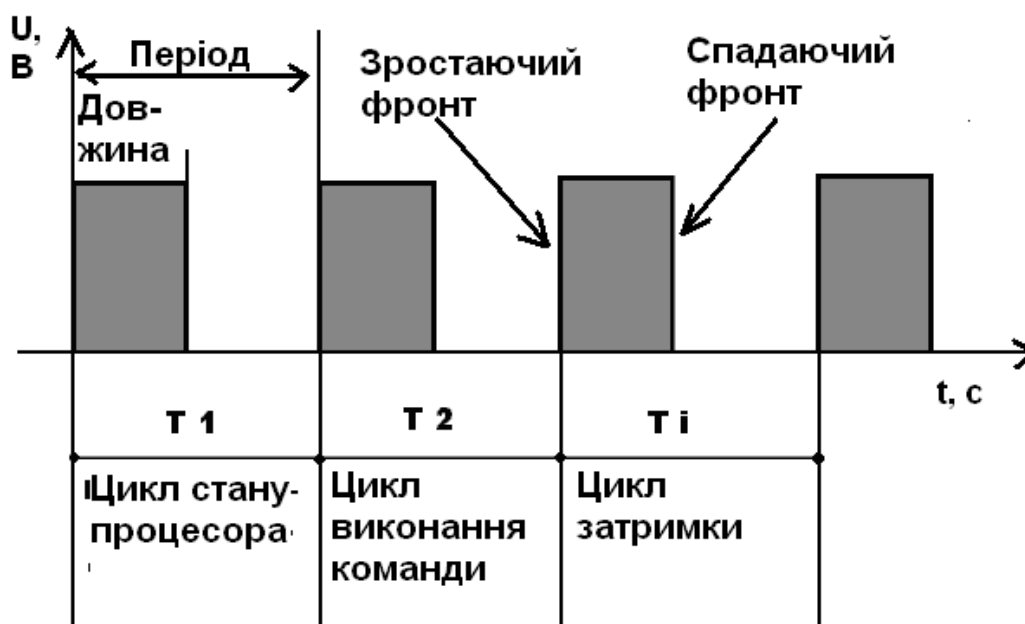 U,
В
Період
Дов-
жина
Зростаючий
фронт
Спадаючий
фронт
t, с
Т 1
Т 2
Т i
Цикл стану-
процесора
Цикл
виконання
команди
Цикл
затримки